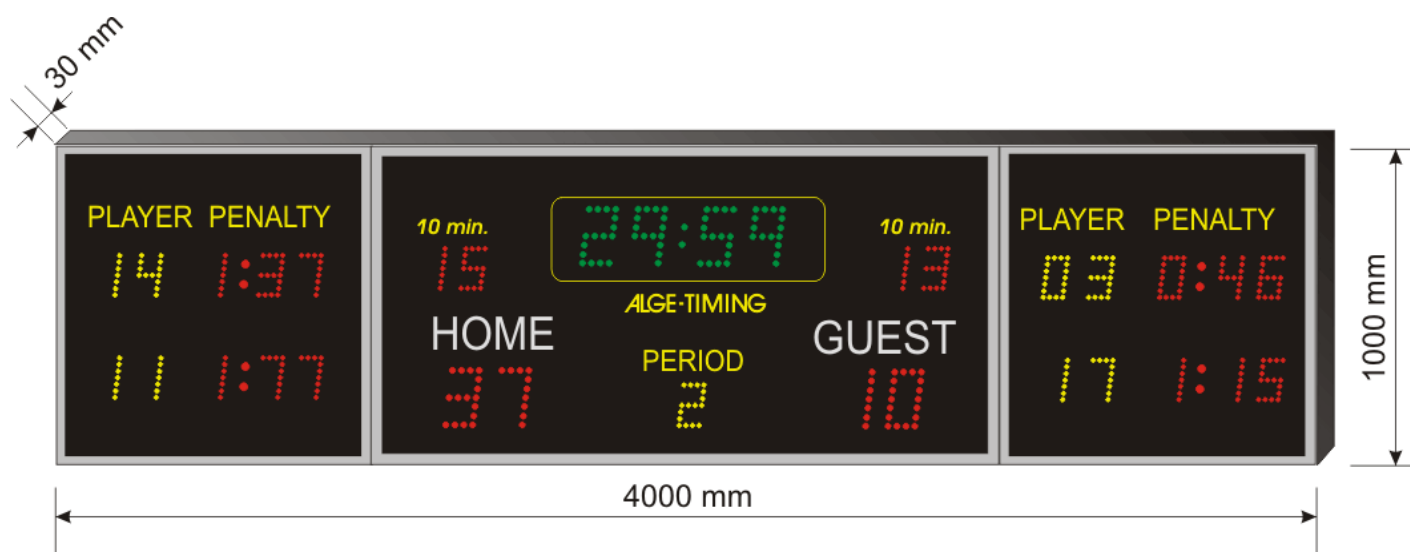 30 mm
PLAYER PENALTY
14 1:37
11 1:77
10 min.
15
29:59
10 min.
13
ALGE-TIMING
HOME
GUEST
PERIOD
37
2
10
PLAYER PENALTY
03 0:46
17 1:15
1000 mm
4000 mm